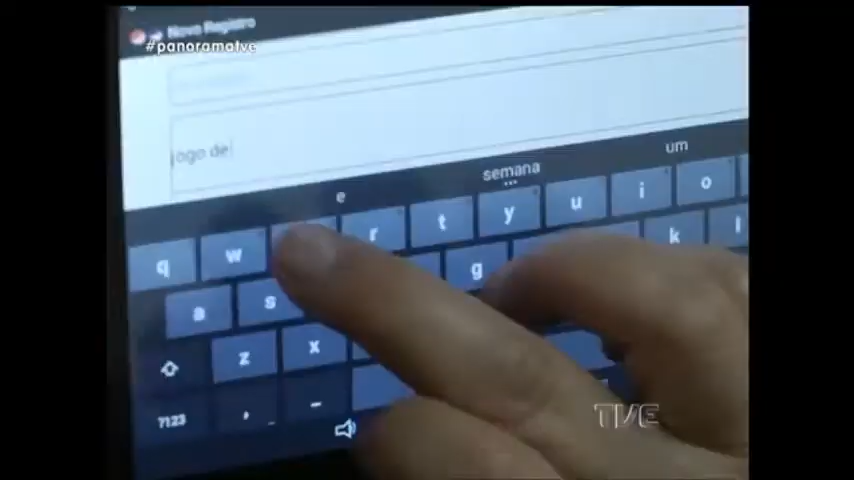 Novo Registro
#panoramatve
jogo de
e semana um
q w r t y u i o
a s g k l
z x
?123 , _ -
TVE